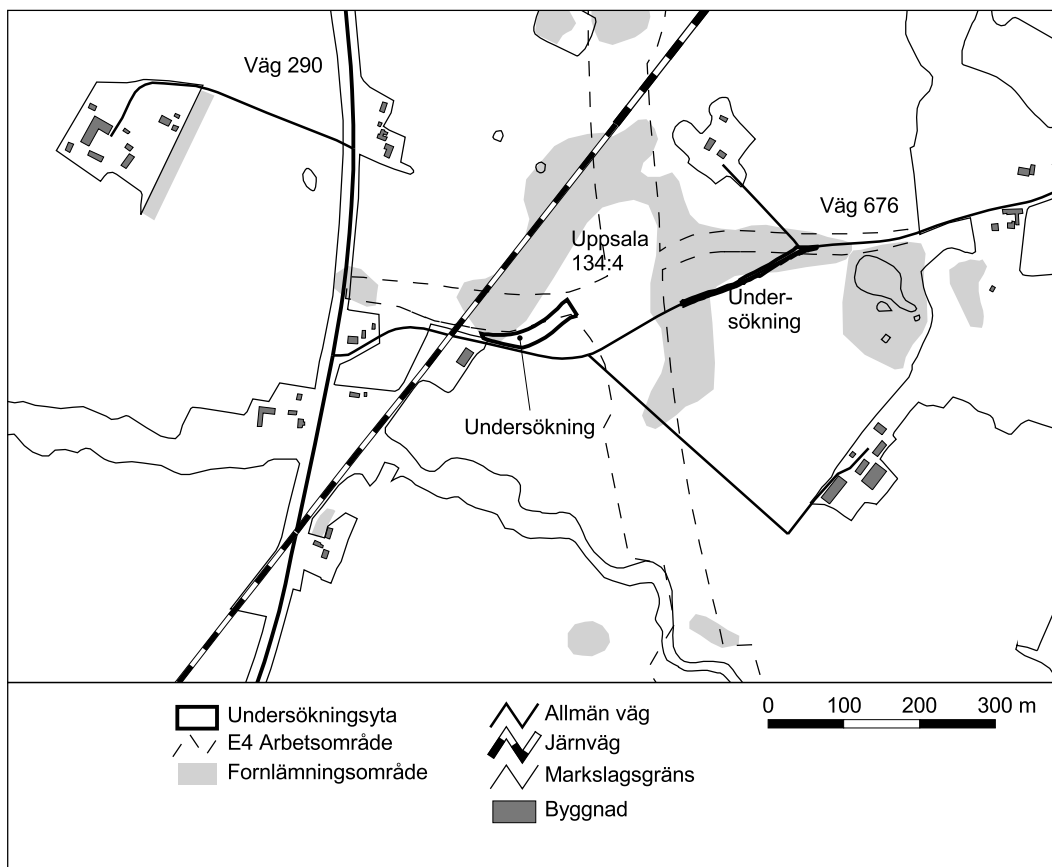 Väg 290
Väg 676
Uppsala
134:4
Under-
sökning
Undersökning
Undersökningsyta
E4 Arbetsområde
Fornlämningsområde
Allmän väg
Järnväg
Markslagsgräns
Byggnad
0 100 200 300 m